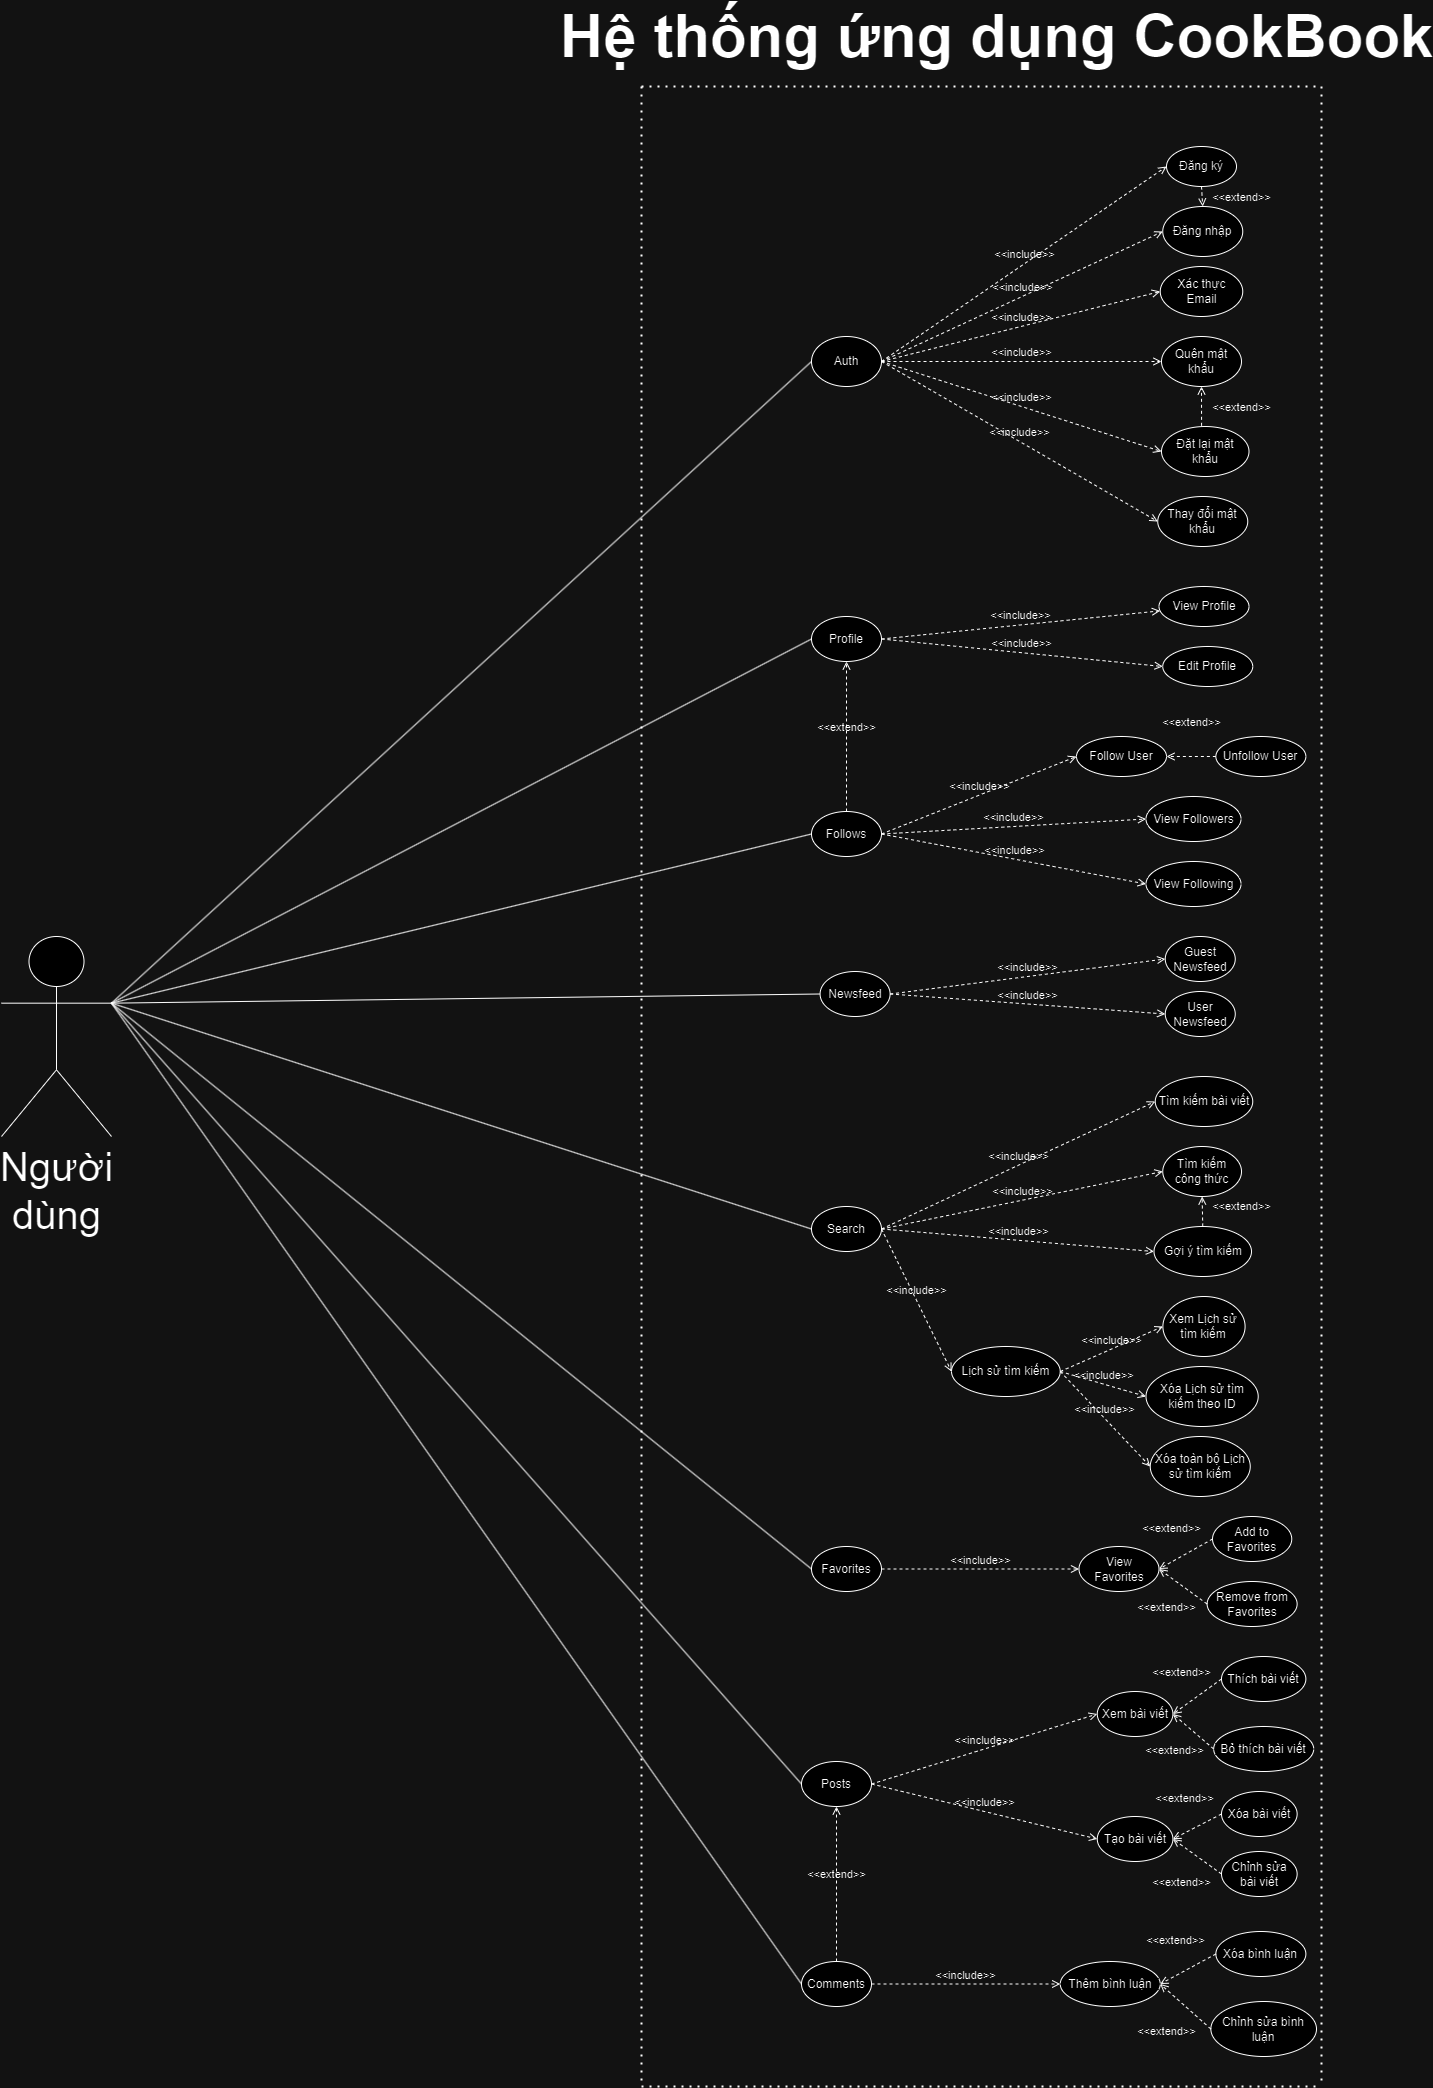 Hệ thống ứng dụng CookBook
Đăng ký
<<extend>>
Đăng nhập
<<include>>
<<include>>
Xác thực
Email
<<include>>
Auth
<<include>>
Quên mật
khẩu
<<include>>
<<extend>>
<<include>>
Đặt lại mật
khẩu
Thay đổi mật
khẩu
View Profile
<<include>>
Profile
<<include>>
Edit Profile
<<extend>>
<<extend>>
Follow User
Unfollow User
<<include>>
<<include>>
View Followers
Follows
<<include>>
View Following
Guest
Newsfeed
<<include>>
Newsfeed
<<include>>
User
Newsfeed
Tìm kiếm bài viết
<<include>>
Tìm kiếm
công thức
<<include>>
<<extend>>
Search
<<include>>
Gợi ý tìm kiếm
Người
dùng
<<include>>
Xem Lịch sử
tìm kiếm
<<include>>
Lịch sử tìm kiếm
<<include>>
Xóa Lịch sử tìm
kiếm theo ID
<<include>>
Xóa toàn bộ Lịch
sử tìm kiếm
<<extend>>
Add to
Favorites
Favorites
<<include>>
View
Favorites
<<extend>>
Remove from
Favorites
<<extend>>
Thích bài viết
Xem bài viết
<<include>>
<<extend>>
Bỏ thích bài viết
Posts
<<include>>
<<extend>>
Xóa bài viết
Tạo bài viết
<<extend>>
Chỉnh sửa
bài viết
<<extend>>
<<extend>>
Xóa bình luận
Comments
<<include>>
Thêm bình luận
<<extend>>
Chỉnh sửa bình
luận